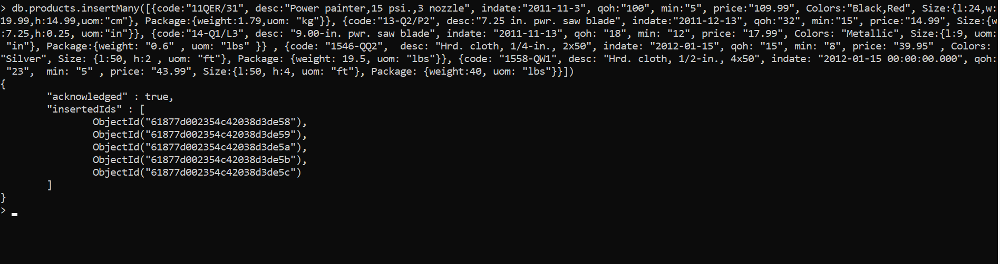 > db.products.insertMany([{code:"11QER/31", desc:"Power painter,15 psi.,3 nozzle", indate:"2011-11-3", qoh:"100", min:"5", price:"109.99", Colors:"Black,Red", Size:{l:24,w:
19.99,h:14.99,uom:"cm"}, Package:{weight:1.79,uom: "kg"}}, {code:"13-Q2/P2", desc:"7.25 in. pwr. saw blade", indate:"2011-12-13", qoh:"32", min:"15", price:"14.99", Size:{w
:7.25,h:0.25, uom:"in"}}, {code:"14-Q1/L3", desc: "9.00-in. pwr. saw blade", indate: "2011-11-13", qoh: "18", min: "12", price: "17.99", Colors: "Metallic", Size:{l:9, uom:
"in"}, Package:{weight: "0.6" , uom: "lbs" }} , {code: "1546-QQ2",  desc: "Hrd. cloth, 1/4-in., 2x50", indate: "2012-01-15", qoh: "15", min: "8", price: "39.95" , Colors:
"Silver", Size: {l:50, h:2 , uom: "ft"}, Package: {weight: 19.5, uom: "lbs"}}, {code: "1558-QW1", desc: "Hrd. cloth, 1/2-in., 4x50", indate: "2012-01-15 00:00:00.000", qoh:
"23",  min: "5" , price: "43.99", Size:{l:50, h:4, uom: "ft"}, Package: {weight:40, uom: "lbs"}}])
{
"acknowledged" : true,
"insertedIds" : [
ObjectId("61877d002354c42038d3de58"),
ObjectId("61877d002354c42038d3de59"),
ObjectId("61877d002354c42038d3de5a"),
ObjectId("61877d002354c42038d3de5b"),
ObjectId("61877d002354c42038d3de5c")
]
}
>